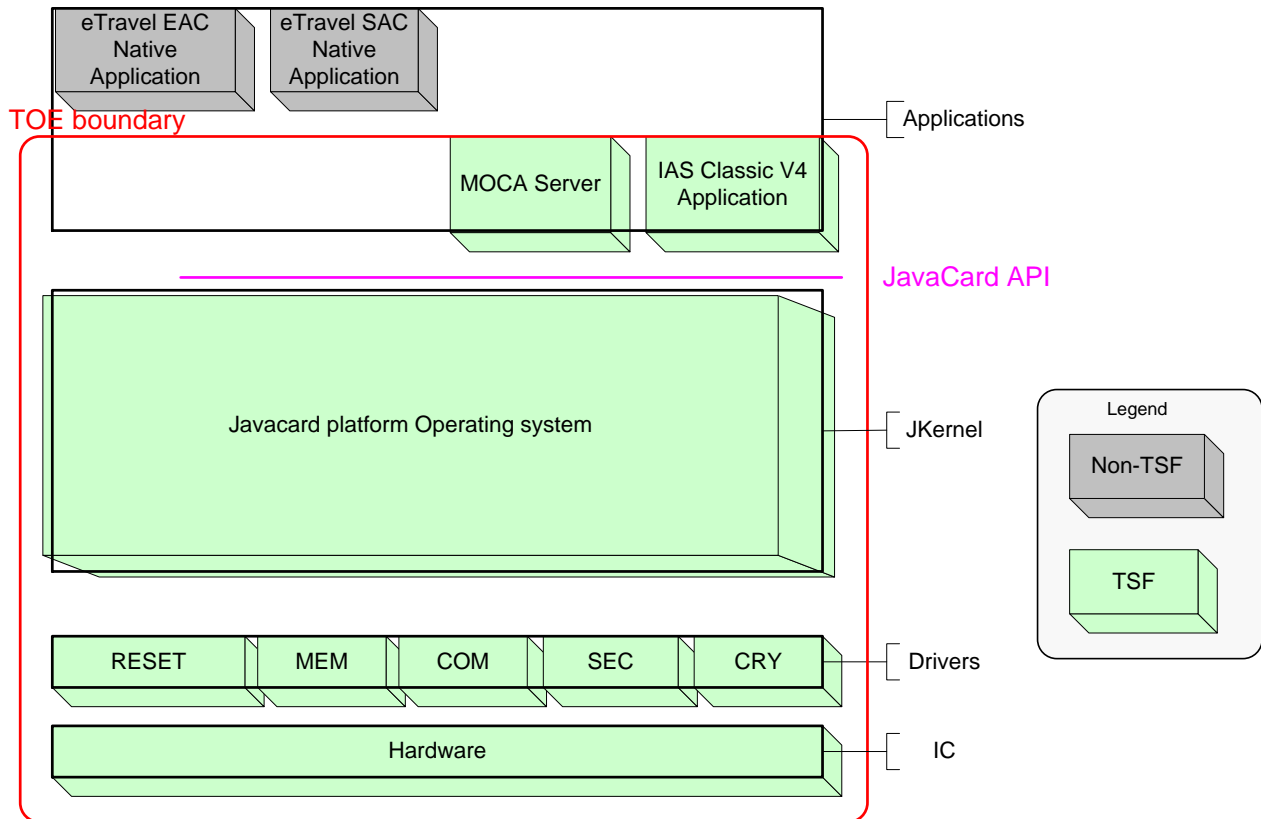 eTravel EAC
Native
Application
eTravel SAC
Native
Application
TOE boundary
Applications
MOCA Server
IAS Classic V4
Application
JavaCard API
Javacard platform Operating system
JKernel
Legend
Non-TSF
TSF
RESET
MEM
COM
SEC
CRY
Drivers
Hardware
IC